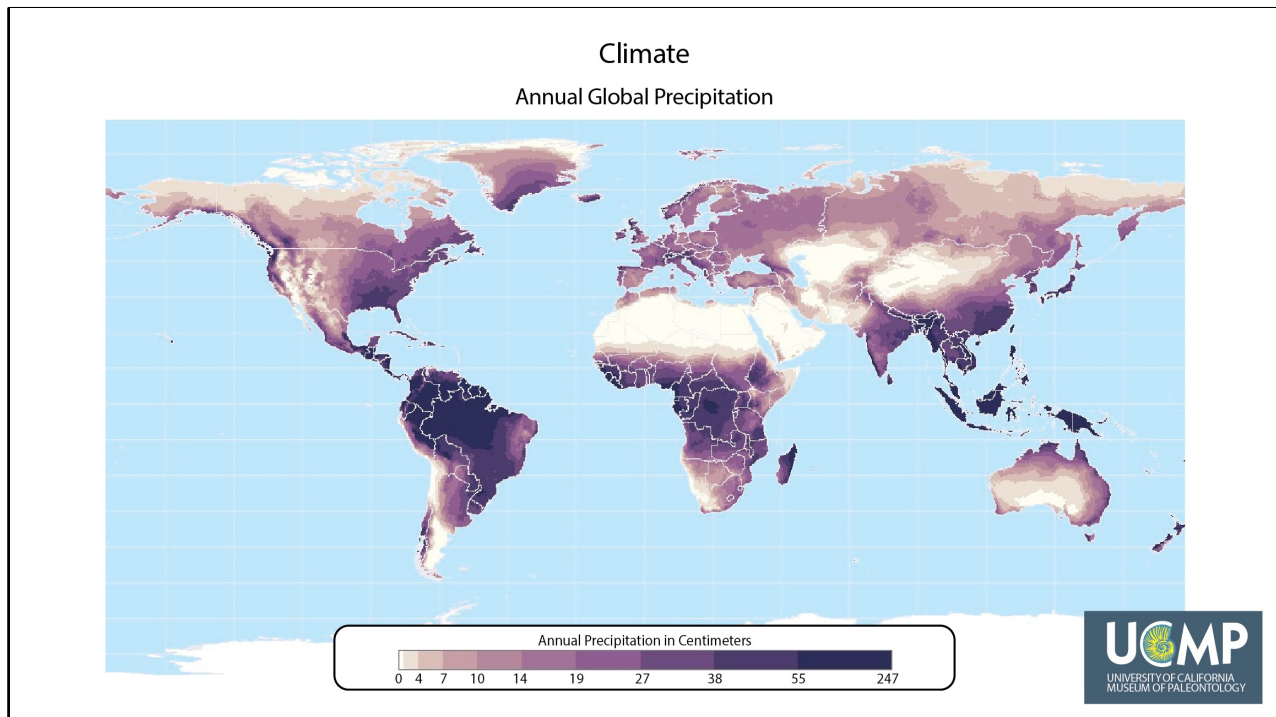 Climate
Annual Global Precipitation
Annual Precipitation in Centimeters
0 4 7 10 14 19 27 38 55 247
UCMP
UNIVERSITY OF CALIFORNIA
MUSEUM OF PALEONTOLOGY